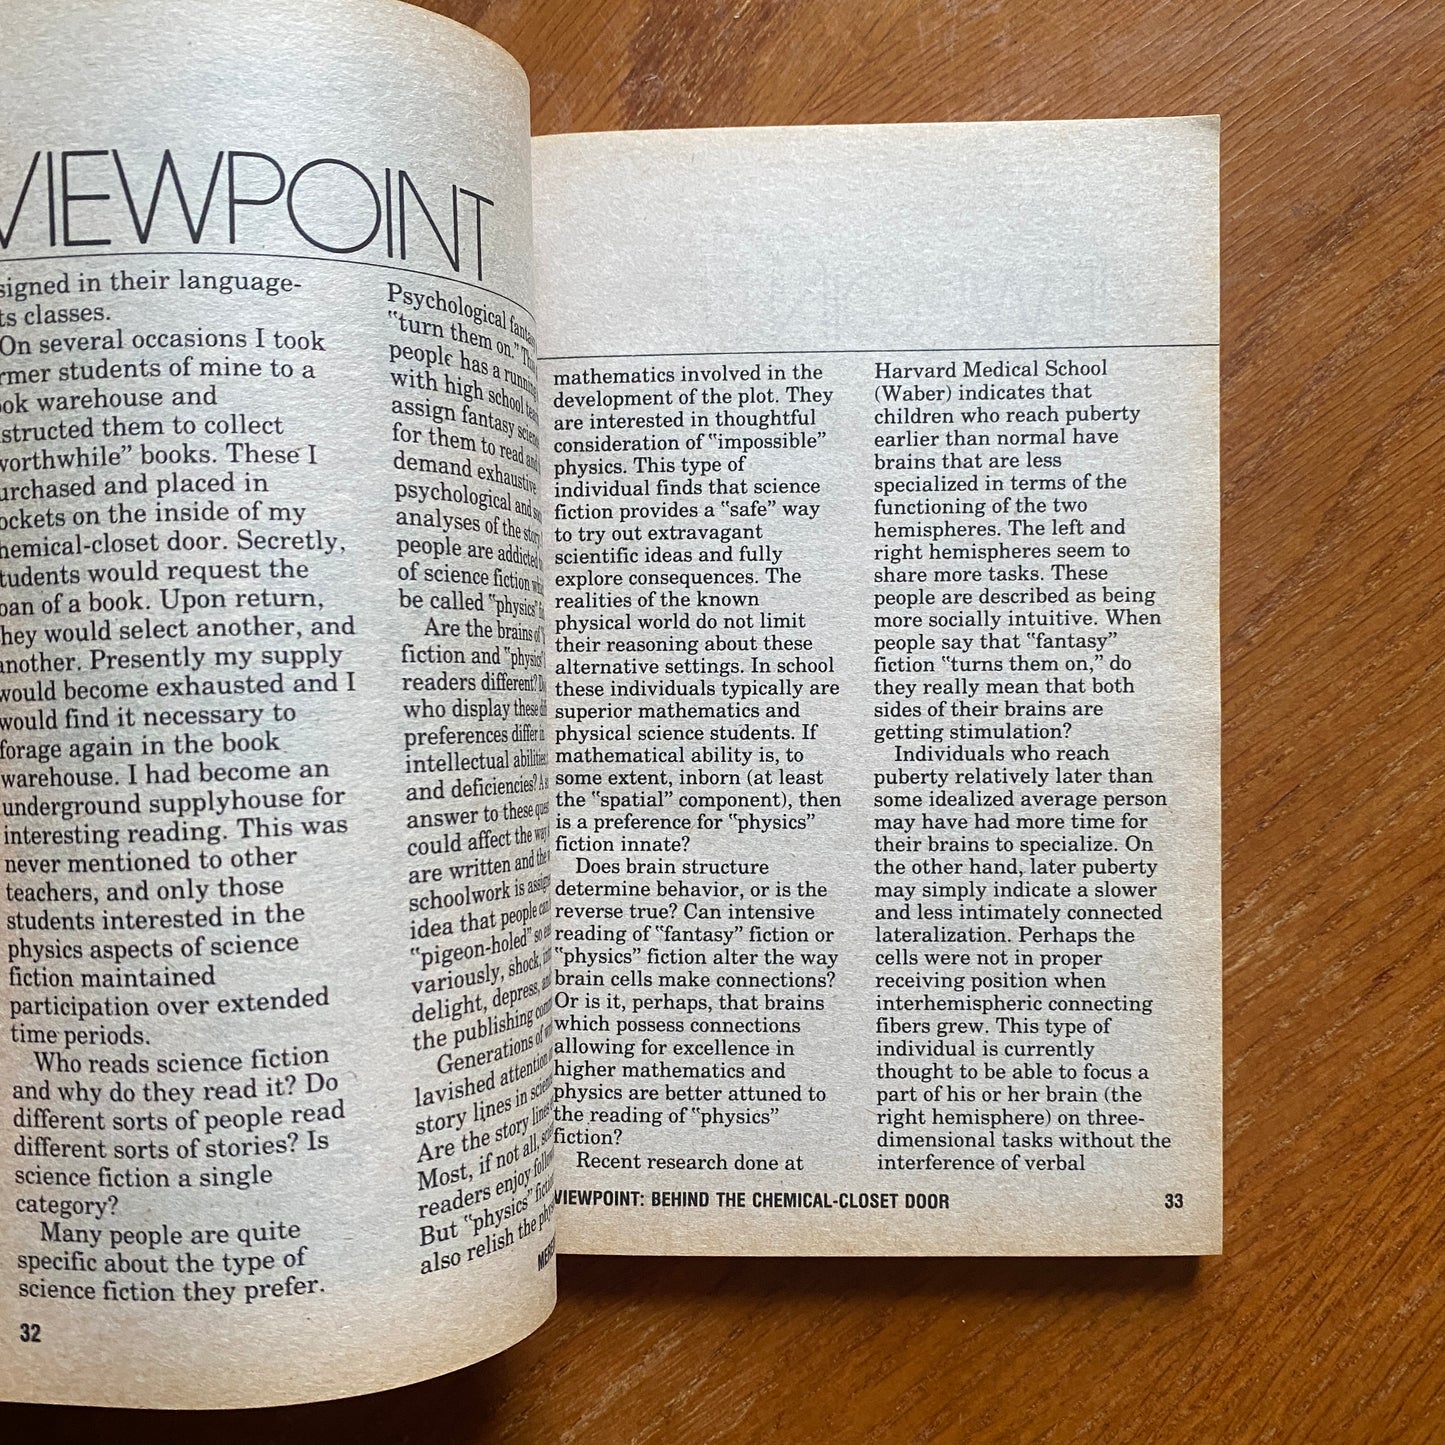 VIEWPOINT
signed in their language-
ts classes.
On several occasions I took
rmer students of mine to a
ok warehouse and
structed them to collect
worthwhile" books. These I
urchased and placed in
ockets on the inside of my
hemical-closet door. Secretly,
tudents would request the
oan of a book. Upon return,
they would select another, and
another. Presently my supply
would become exhausted and I
would find it necessary to
forage again in the book
warehouse. I had become an
underground supplyhouse for
interesting reading. This was
never mentioned to other
teachers, and only those
students interested in the
physics aspects of science
fiction maintained
participation over extended
time periods.
Who reads science fiction
and why do they read it? Do
different sorts of people read
different sorts of stories? Is
science fiction a single
category?
Many people are quite
specific about the type of
science fiction they prefer.
32
Psychological
"turn them on."
people has a running
with high school
assign fantasy
for them to read
demand exhaustive
psychological and
analyses of the
people are addicted
of science fiction
be called "physics"
Are the brains of
fiction and "physics"
readers different?
who display these
preferences differ in
intellectual abilities
and deficiencies?
answer to these
could affect the way
are written and the
schoolwork is
idea that people can
"pigeon-holed" so
variously, shock,
delight, depress,
the publishing
Generations of
lavished attention
story lines in
Are the story lines
Most, if not all,
readers enjoy
But "physics"
also relish the
mathematics involved in the
development of the plot. They
are interested in thoughtful
consideration of "impossible"
physics. This type of
individual finds that science
fiction provides a "safe" way
to try out extravagant
scientific ideas and fully
explore consequences. The
realities of the known
physical world do not limit
their reasoning about these
alternative settings. In school
these individuals typically are
superior mathematics and
physical science students. If
mathematical ability is, to
some extent, inborn (at least
the "spatial" component), then
is a preference for "physics"
fiction innate?
Does brain structure
determine behavior, or is the
reverse true? Can intensive
reading of "fantasy" fiction or
"physics" fiction alter the way
brain cells make connections?
Or is it, perhaps, that brains
which possess connections
allowing for excellence in
higher mathematics and
physics are better attuned to
the reading of "physics"
fiction?
Recent research done at
Harvard Medical School
(Waber) indicates that
children who reach puberty
earlier than normal have
brains that are less
specialized in terms of the
functioning of the two
hemispheres. The left and
right hemispheres seem to
share more tasks. These
people are described as being
more socially intuitive. When
people say that "fantasy"
fiction "turns them on," do
they really mean that both
sides of their brains are
getting stimulation?
Individuals who reach
puberty relatively later than
some idealized average person
may have had more time for
their brains to specialize. On
the other hand, later puberty
may simply indicate a slower
and less intimately connected
lateralization. Perhaps the
cells were not in proper
receiving position when
interhemispheric connecting
fibers grew. This type of
individual is currently
thought to be able to focus a
part of his or her brain (the
right hemisphere) on three-
dimensional tasks without the
interference of verbal
VIEWPOINT: BEHIND THE CHEMICAL-CLOSET DOOR
33